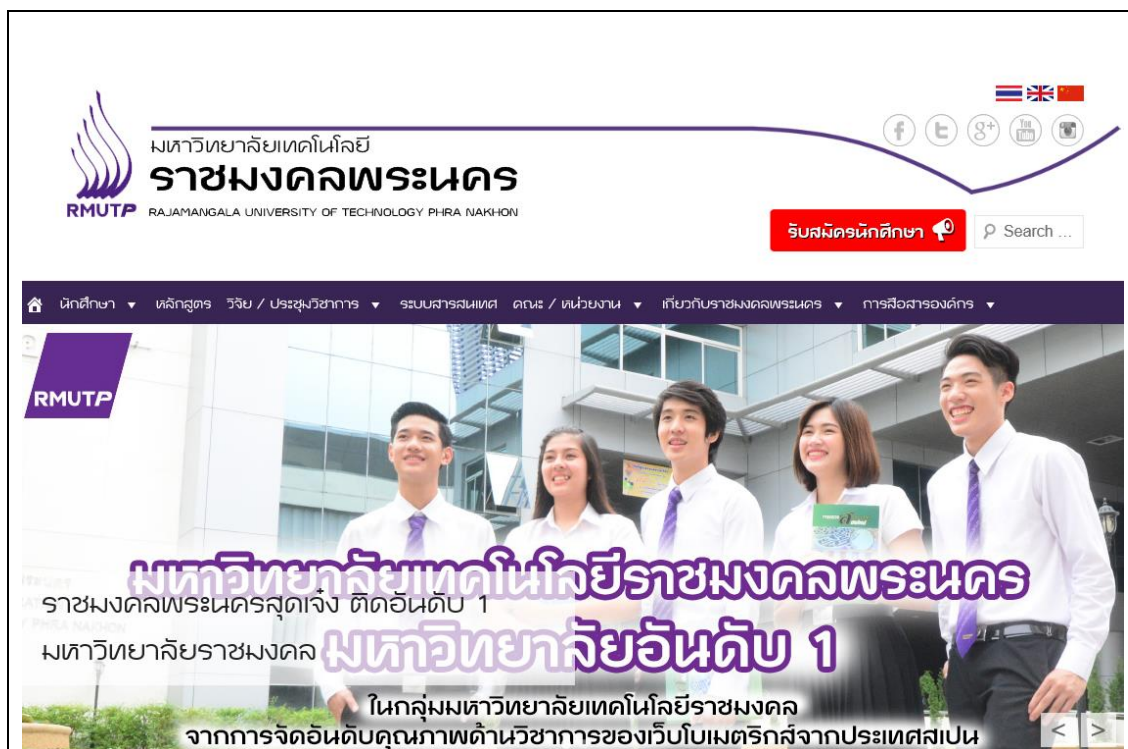 มหาวิทยาลัยเทคโนโลยี
ราชมงคลพระนคร
RMUTP
RAJAMANGALA UNIVERSITY OF TECHNOLOGY PHRA NAKHON
f t g+ You Tube
รับสมัครนักศึกษา
Search ...
นักศึกษา หลักสูตร วิจัย / ประชุมวิชาการ ระบบสารสนเทศ คณะ / หน่วยงาน เกี่ยวกับราชมงคลพระนคร การสื่อสารองค์กร
RMUTP
มหาวิทยาลัยเทคโนโลยีราชมงคลพระนคร
ราชมงคลพระนครสุดเจ๋ง ติดอันดับ 1
มหาวิทยาลัยราชมงคล
มหาวิทยาลัยอันดับ 1
ในกลุ่มมหาวิทยาลัยเทคโนโลยีราชมงคล
จากการจัดอันดับคุณภาพด้านวิชาการของเว็บโบเมตริกส์จากประเทศสเปน
< >